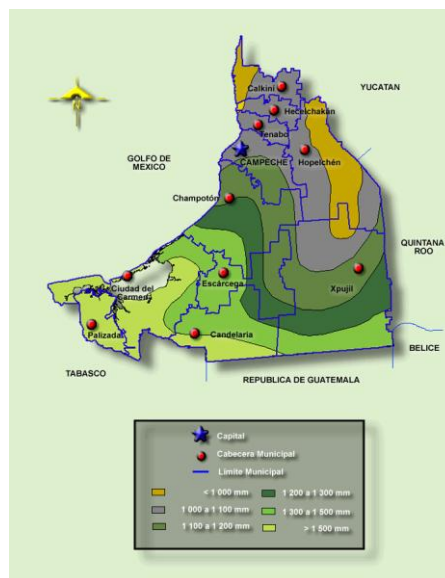 Calkiní
YUCATAN
Hecelchakán
Tenabo
GOLFO DE
MEXICO
CAMPECHE
Hopelchén
Champotón
QUINTANA
ROO
Xpujil
Ciudad del
Carmen
Escárcega
Palizada
Candelaria
BELICE
TABASCO
REPUBLICA DE GUATEMALA
Capital
Cabecera Municipal
Limite Municipal
< 1 000 mm
1 200 a 1 300 mm
1 000 a 1 100 mm
1 300 a 1 500 mm
1 100 a 1 200 mm
> 1 500 mm